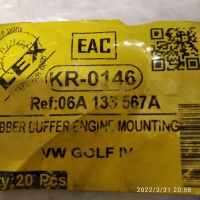 LEX
EAC
KR-0146
Ref:06A 133 567A
BBER BUFFER ENGINE MOUNTING
VW GOLF IV
ty:20 Pcs
2022/3/31 20:58